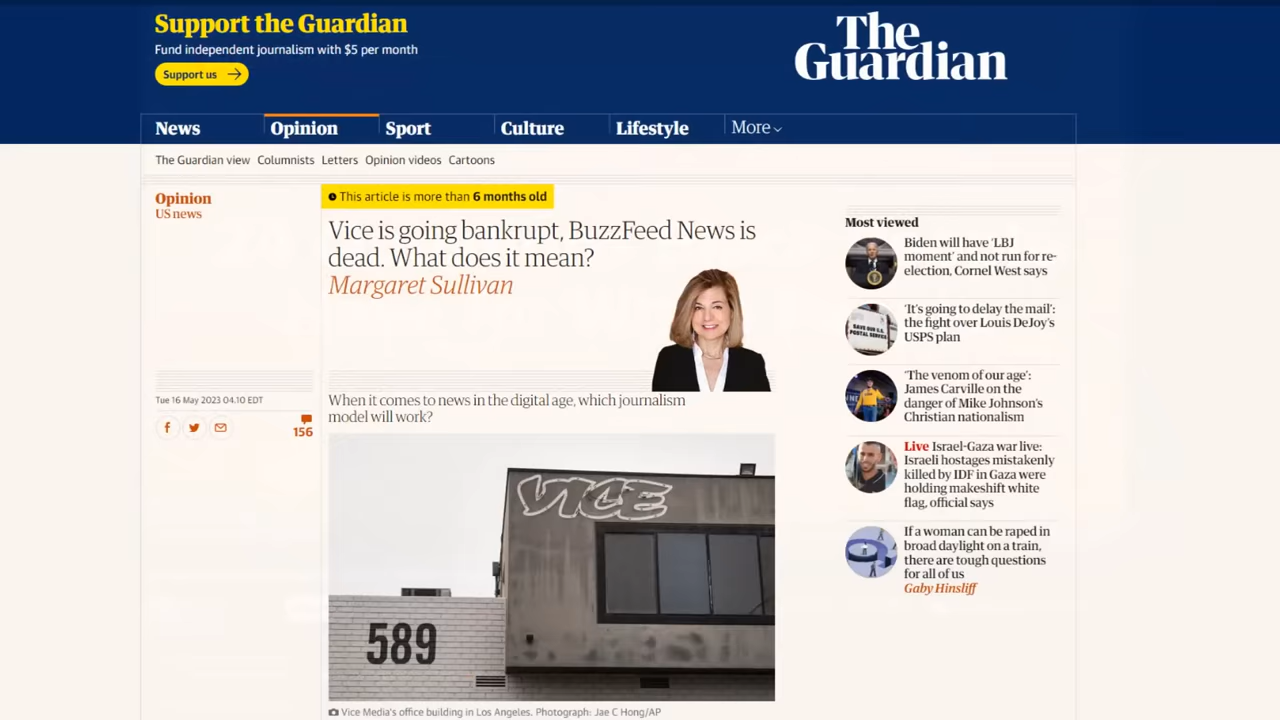 Support the Guardian
Fund independent journalism with $5 per month
Support us
The
Guardian
News
Opinion
Sport
Culture
Lifestyle
More
The Guardian view
Columnists
Letters
Opinion videos
Cartoons
Opinion
US news
This article is more than 6 months old
Vice is going bankrupt, BuzzFeed News is
dead. What does it mean?
Margaret Sullivan
Tue 16 May 2023 04.10 EDT
156
When it comes to news in the digital age, which journalism
model will work?
VICE
589
Vice Media's office building in Los Angeles. Photograph: Jae C Hong/AP
Most viewed
Biden will have ‘LBJ
moment’ and not run for re-
election, Cornel West says
SAVE OUR U.S.
POSTAL SERVICE
‘It’s going to delay the mail’:
the fight over Louis DeJoy’s
USPS plan
‘The venom of our age’:
James Carville on the
danger of Mike Johnson’s
Christian nationalism
Live Israel-Gaza war live:
Israeli hostages mistakenly
killed by IDF in Gaza were
holding makeshift white
flag, official says
If a woman can be raped in
broad daylight on a train,
there are tough questions
for all of us
Gaby Hinsliff